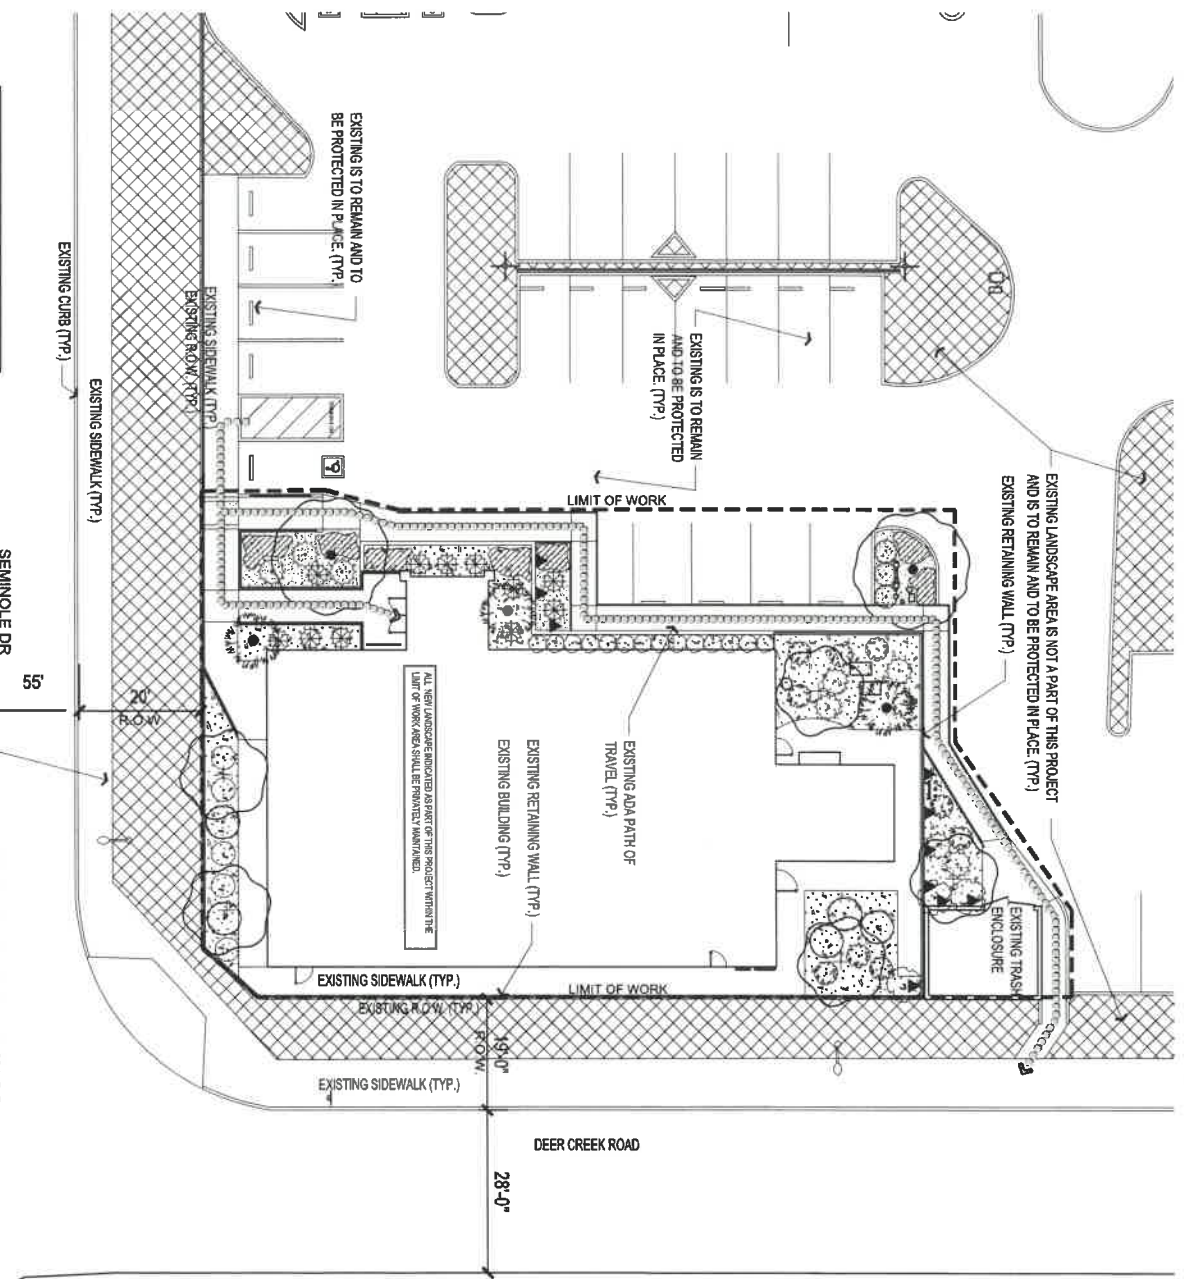 EXISTING IS TO REMAIN AND TO
BE PROTECTED IN PLACE. (TYP.
EXISTING CURB (TYP.)
EXISTING SIDEWALK (TYP.)
EXISTING R.O.W. (TYP.)
EXISTING SIDEWALK (TYP.)
SEMINOLE DR
55'
20'
R.O.W.
EXISTING IS TO REMAIN
AND TO BE PROTECTED
IN PLACE. (TYP.)
LIMIT OF WORK
EXISTING LANDSCAPE AREA IS NOT A PART OF THIS PROJECT
AND IS TO REMAIN AND TO BE PROTECTED IN PLACE. (TYP.)
EXISTING RETAINING WALL (TYP.)
ALL NEW LANDSCAPE INDICATED AS PART OF THIS PROJECT WITHIN THE
LIMIT OF WORK AREA SHALL BE PRIVATELY MAINTAINED.
EXISTING ADA PATH OF
TRAVEL (TYP.)
EXISTING RETAINING WALL (TYP.)
EXISTING BUILDING (TYP.)
EXISTING TRASH
ENCLOSURE
EXISTING SIDEWALK (TYP.)
LIMIT OF WORK
EXISTING R.O.W. (TYP.)
19'-0"
R.O.W.
EXISTING SIDEWALK (TYP.)
DEER CREEK ROAD
28'-0"